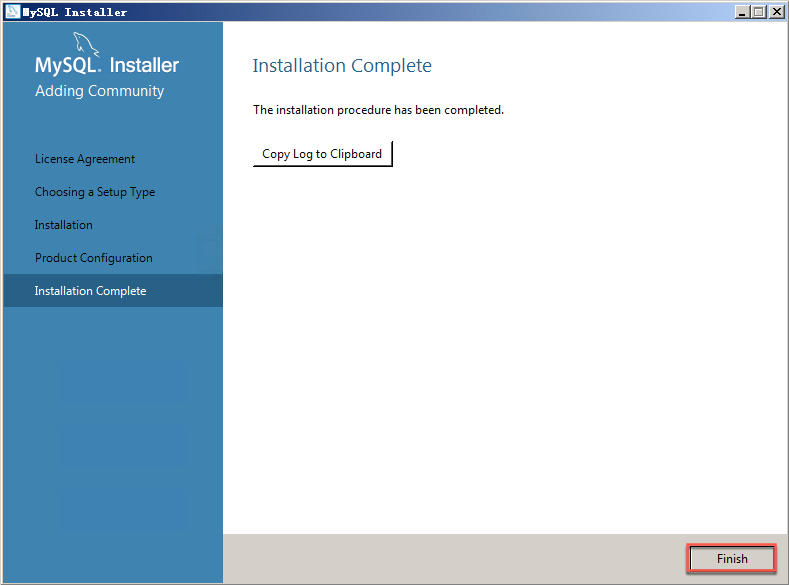 MySQL Installer
MySQL. Installer
Adding Community
License Agreement
Choosing a Setup Type
Installation
Product Configuration
Installation Complete
Installation Complete
The installation procedure has been completed.
Copy Log to Clipboard
Finish